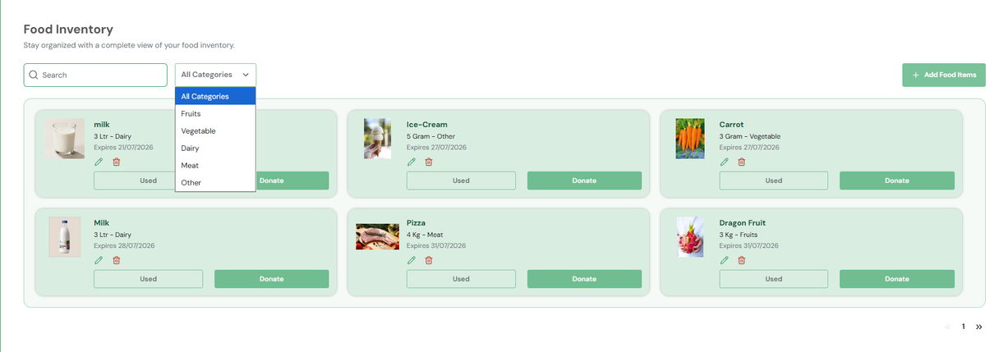 Food Inventory
Stay organized with a complete view of your food inventory.
Search
All Categories
+ Add Food Items
All Categories
Fruits
Vegetable
Dairy
Meat
Other
milk
3 Ltr - Dairy
Expires 21/07/2026
Used
Donate
Ice-Cream
5 Gram - Other
Expires 27/07/2026
Used
Donate
Carrot
3 Gram - Vegetable
Expires 27/07/2026
Used
Donate
Milk
3 Ltr - Dairy
Expires 28/07/2026
Used
Donate
Pizza
4 Kg - Meat
Expires 31/07/2026
Used
Donate
Dragon Fruit
3 Kg - Fruits
Expires 31/07/2026
Used
Donate
« 1 »